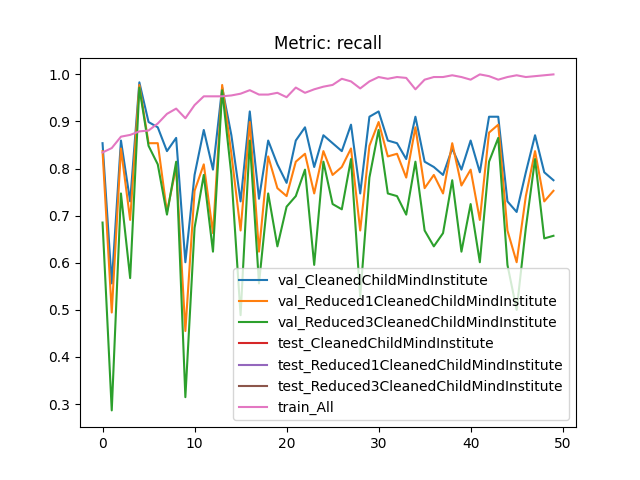 Metric: recall
1.0
0.9
0.8
0.7
0.6
0.5
0.4
0.3
0
10
20
30
40
50
val_CleanedChildMindInstitute
val_Reduced1CleanedChildMindInstitute
val_Reduced3CleanedChildMindInstitute
test_CleanedChildMindInstitute
test_Reduced1CleanedChildMindInstitute
test_Reduced3CleanedChildMindInstitute
train_All